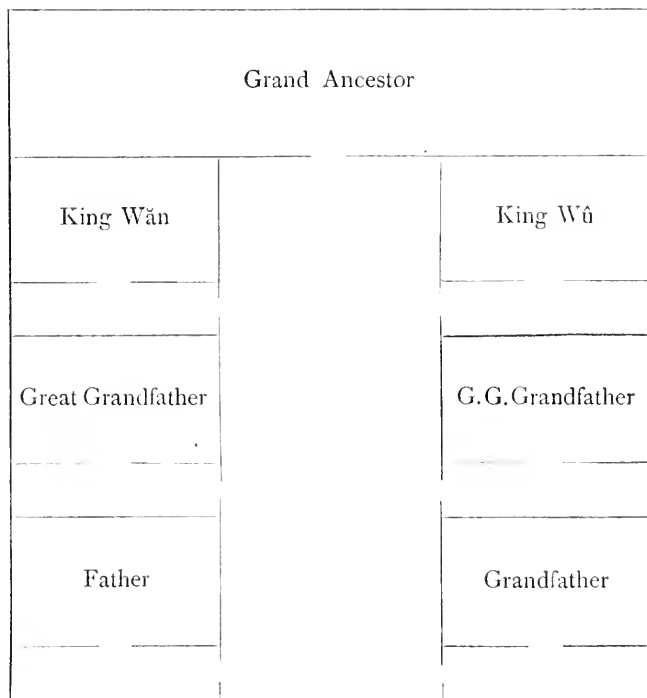 Grand Ancestor
King Wăn
King Wû
Great Grandfather
G.G.Grandfather
Father
Grandfather